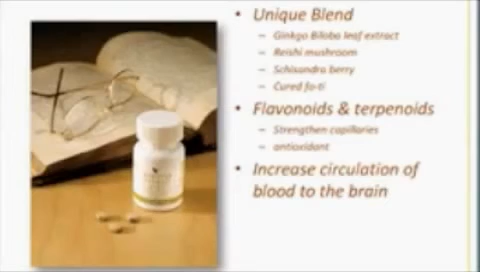 Unique Blend
Ginkgo Biloba leaf extract
Reishi mushroom
Schisandra berry
Cured fo-ti
Flavonoids & terpenoids
Strengthen capillaries
antioxidant
Increase circulation of
blood to the brain